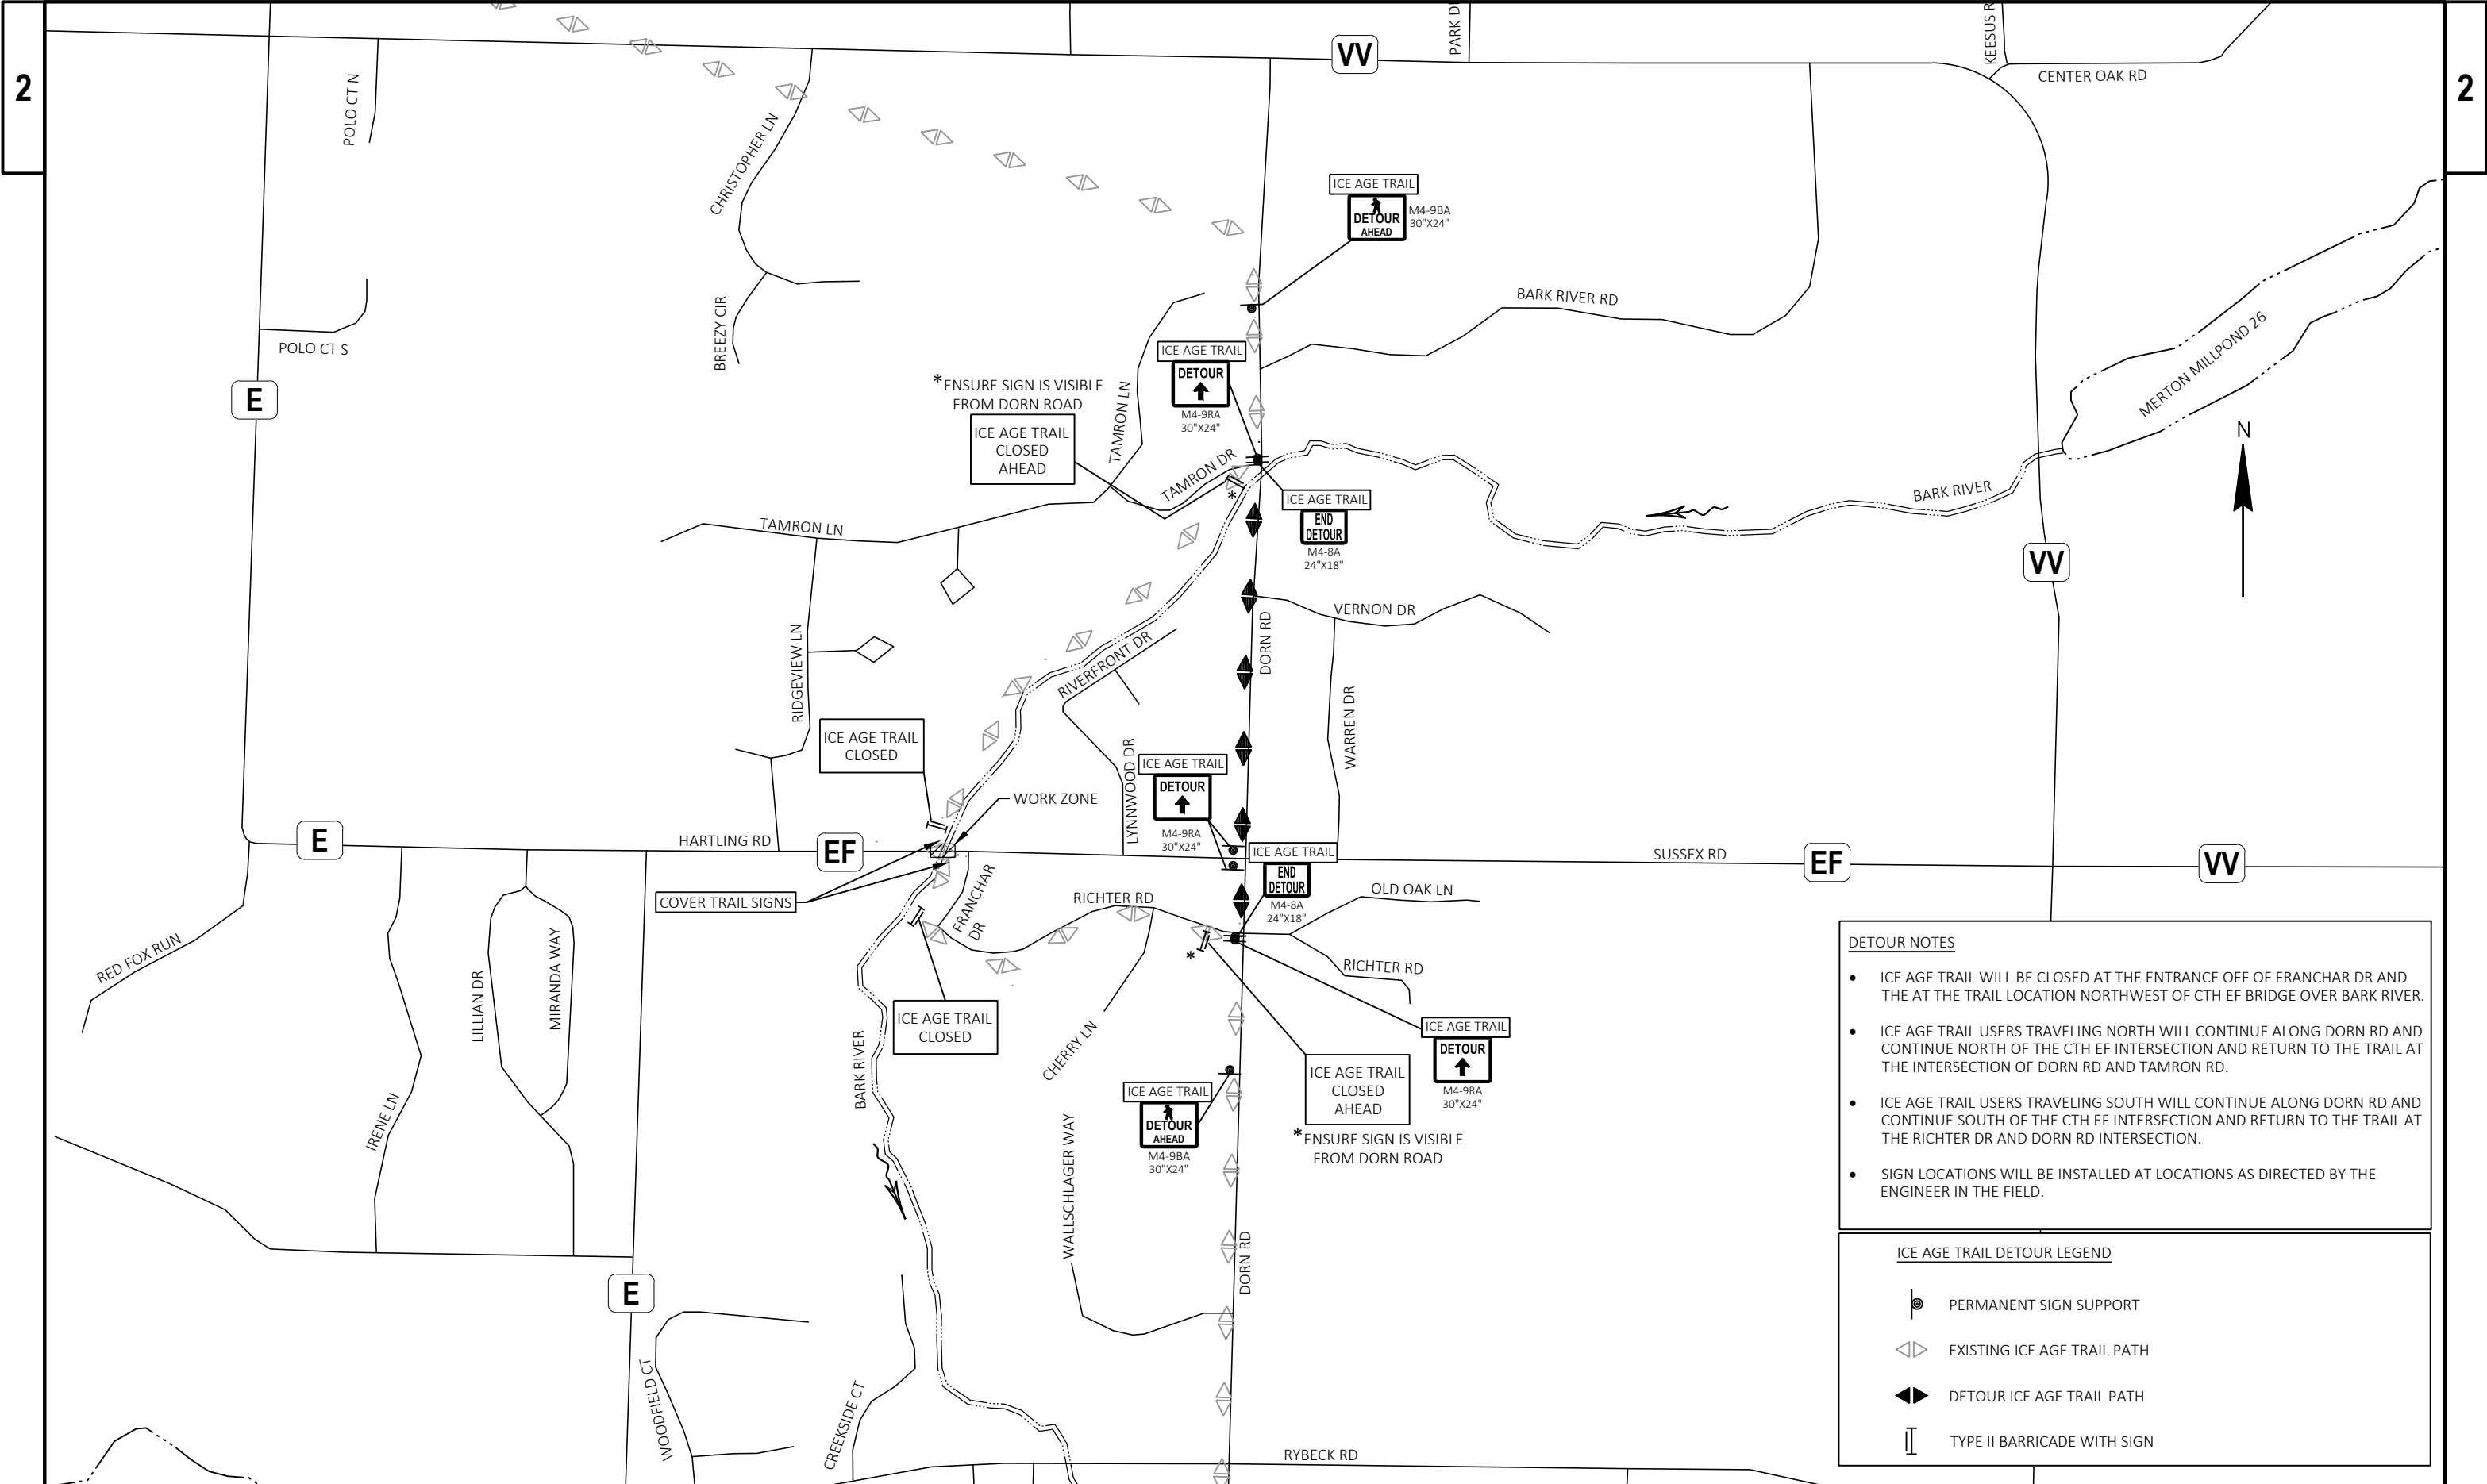 2
2
VV
PARK D
KEESUS R
CENTER OAK RD
POLO CT N
CHRISTOPHER LN
ICE AGE TRAIL
DETOUR
AHEAD
M4-9BA
30"X24"
BARK RIVER RD
BREEZY CIR
POLO CT S
MERTON MILLPOND 26
ICE AGE TRAIL
DETOUR
M4-9RA
30"X24"
*ENSURE SIGN IS VISIBLE
FROM DORN ROAD
ICE AGE TRAIL
CLOSED
AHEAD
TAMRON LN
E
N
TAMRON DR
*
ICE AGE TRAIL
END
DETOUR
M4-8A
24"X18"
BARK RIVER
TAMRON LN
VV
VERNON DR
DORN RD
RIDGEVIEW LN
RIVERFRONT DR
WARREN DR
ICE AGE TRAIL
CLOSED
LYNNWOOD DR
ICE AGE TRAIL
DETOUR
M4-9RA
30"X24"
WORK ZONE
E
HARTLING RD
EF
SUSSEX RD
EF
VV
ICE AGE TRAIL
END
DETOUR
M4-8A
24"X18"
COVER TRAIL SIGNS
FRANCHAR
DR
RICHTER RD
OLD OAK LN
RED FOX RUN
LILLIAN DR
MIRANDA WAY
*
RICHTER RD
ICE AGE TRAIL
CLOSED
BARK RIVER
CHERRY LN
ICE AGE TRAIL
DETOUR
M4-9RA
30"X24"
ICE AGE TRAIL
CLOSED
AHEAD
*ENSURE SIGN IS VISIBLE
FROM DORN ROAD
ICE AGE TRAIL
DETOUR
AHEAD
M4-9BA
30"X24"
IRENE LN
WALLSCHLAGER WAY
DORN RD
E
WOODFIELD CT
CREEKSIDE CT
RYBECK RD
DETOUR NOTES
• ICE AGE TRAIL WILL BE CLOSED AT THE ENTRANCE OFF OF FRANCHAR DR AND
THE AT THE TRAIL LOCATION NORTHWEST OF CTH EF BRIDGE OVER BARK RIVER.
• ICE AGE TRAIL USERS TRAVELING NORTH WILL CONTINUE ALONG DORN RD AND
CONTINUE NORTH OF THE CTH EF INTERSECTION AND RETURN TO THE TRAIL AT
THE INTERSECTION OF DORN RD AND TAMRON RD.
• ICE AGE TRAIL USERS TRAVELING SOUTH WILL CONTINUE ALONG DORN RD AND
CONTINUE SOUTH OF THE CTH EF INTERSECTION AND RETURN TO THE TRAIL AT
THE RICHTER DR AND DORN RD INTERSECTION.
• SIGN LOCATIONS WILL BE INSTALLED AT LOCATIONS AS DIRECTED BY THE
ENGINEER IN THE FIELD.
ICE AGE TRAIL DETOUR LEGEND
PERMANENT SIGN SUPPORT
EXISTING ICE AGE TRAIL PATH
DETOUR ICE AGE TRAIL PATH
TYPE II BARRICADE WITH SIGN